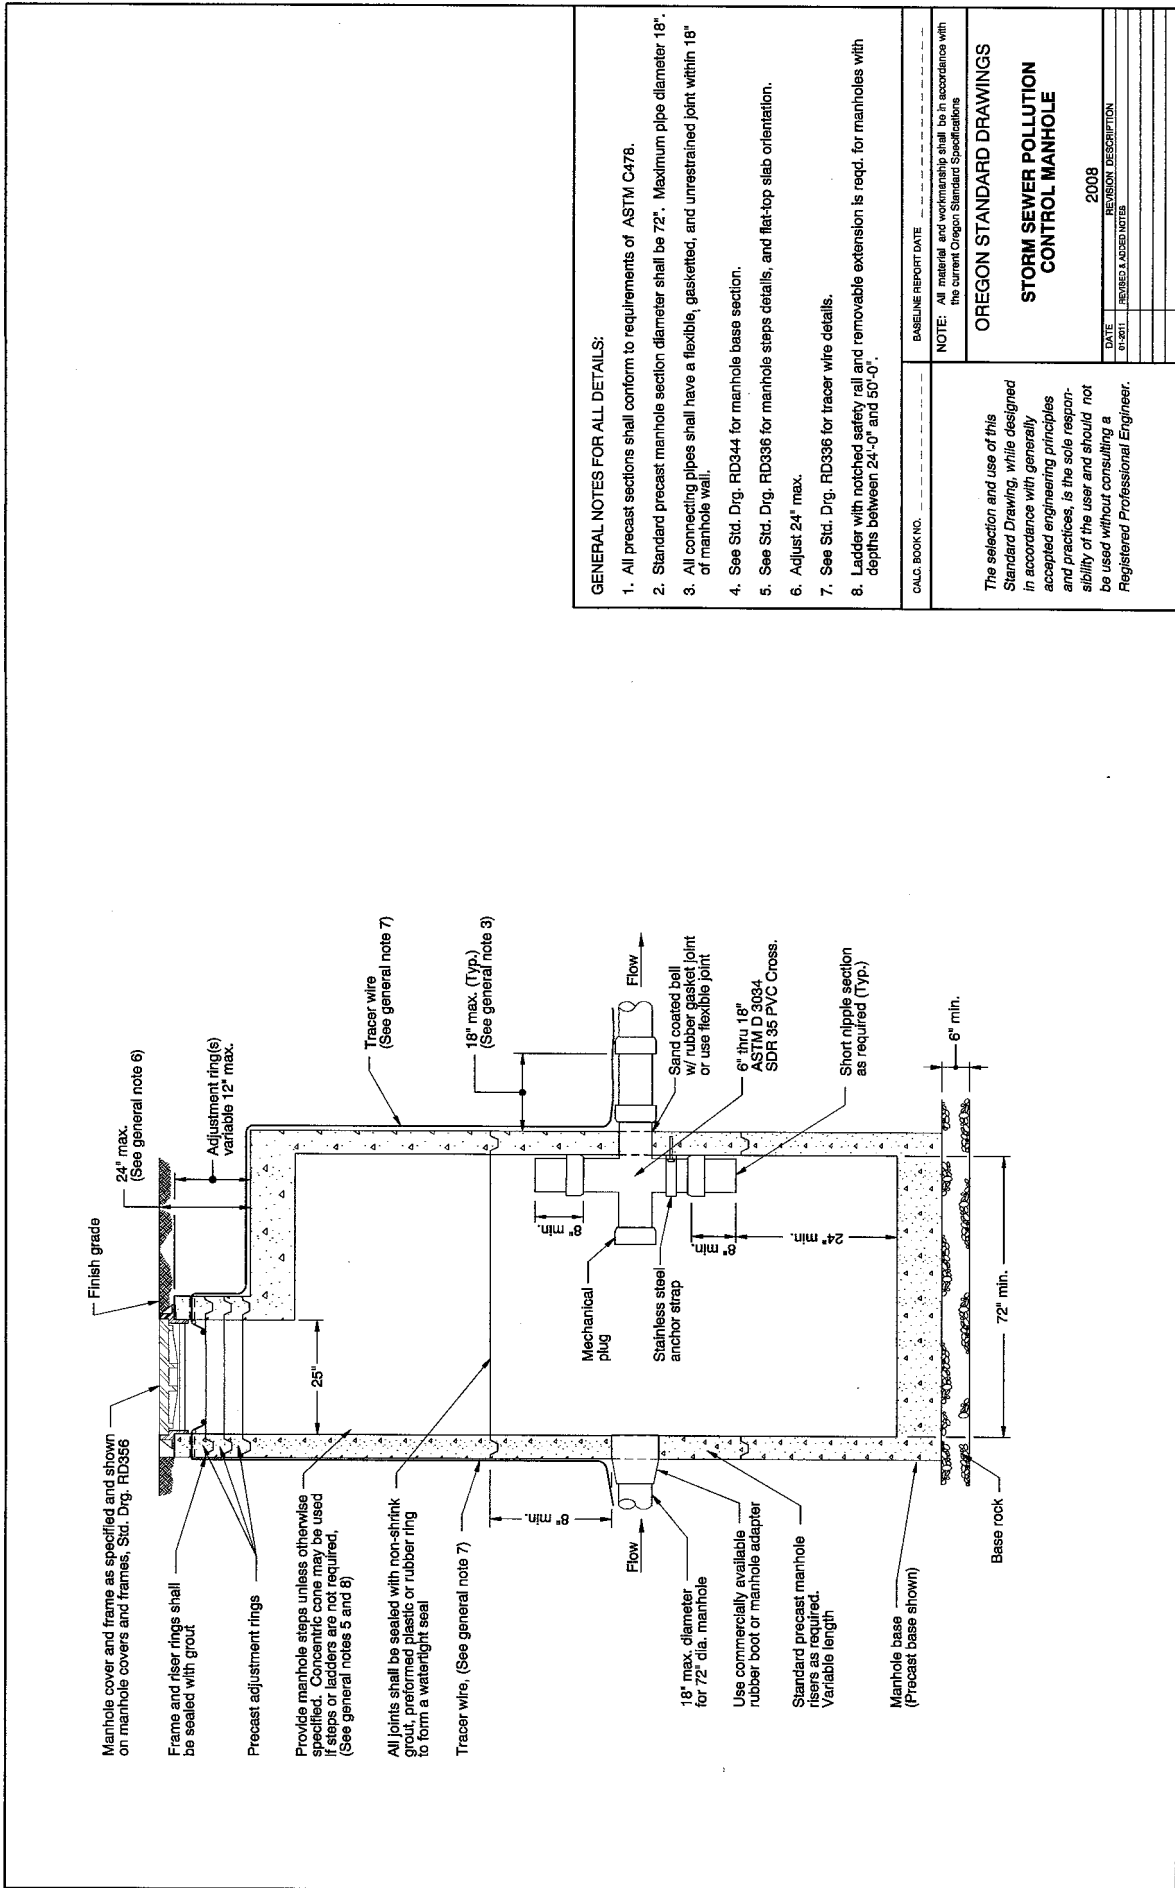 Manhole cover and frame as specified and shown
on manhole covers and frames, Std. Drg. RD356
Frame and riser rings shall
be sealed with grout
Precast adjustment rings
Provide manhole steps unless otherwise
specified. Concentric cone may be used
if steps or ladders are not required,
(See general notes 5 and 8)
All joints shall be sealed with non-shrink
grout, preformed plastic or rubber ring
to form a watertight seal
Tracer wire, (See general note 7)
8" min.
Flow
18" max. diameter
for 72" dia. manhole
Use commercially available
rubber boot or manhole adapter
Standard precast manhole
risers as required.
Variable length
Manhole base
(Precast base shown)
Base rock
Finish grade
24" max.
(See general note 6)
Adjustment ring(s)
variable 12" max.
25"
Tracer wire
(See general note 7)
18" max. (Typ.)
(See general note 3)
Flow
8" min.
Mechanical
plug
Stainless steel
anchor strap
8" min.
24" min.
Sand coated bell
w/ rubber gasket joint
or use flexible joint
6" thru 18"
ASTM D 3034
SDR 35 PVC Cross.
Short nipple section
as required (Typ.)
6" min.
72" min.
GENERAL NOTES FOR ALL DETAILS:
1. All precast sections shall conform to requirements of ASTM C478.
2. Standard precast manhole section diameter shall be 72". Maximum pipe diameter 18".
3. All connecting pipes shall have a flexible, gasketted, and unrestrained joint within 18"
of manhole wall.
4. See Std. Drg. RD344 for manhole base section.
5. See Std. Drg. RD336 for manhole steps details, and flat-top slab orientation.
6. Adjust 24" max.
7. See Std. Drg. RD336 for tracer wire details.
8. Ladder with notched safety rail and removable extension is reqd. for manholes with
depths between 24'-0" and 50'-0".
CALC. BOOK NO.
BASELINE REPORT DATE
NOTE: All material and workmanship shall be in accordance with
the current Oregon Standard Specifications
The selection and use of this
Standard Drawing, while designed
in accordance with generally
accepted engineering principles
and practices, is the sole respon-
sibility of the user and should not
be used without consulting a
Registered Professional Engineer.
OREGON STANDARD DRAWINGS
STORM SEWER POLLUTION
CONTROL MANHOLE
2008
DATE REVISION DESCRIPTION
01-2011 REVISED & ADDED NOTES